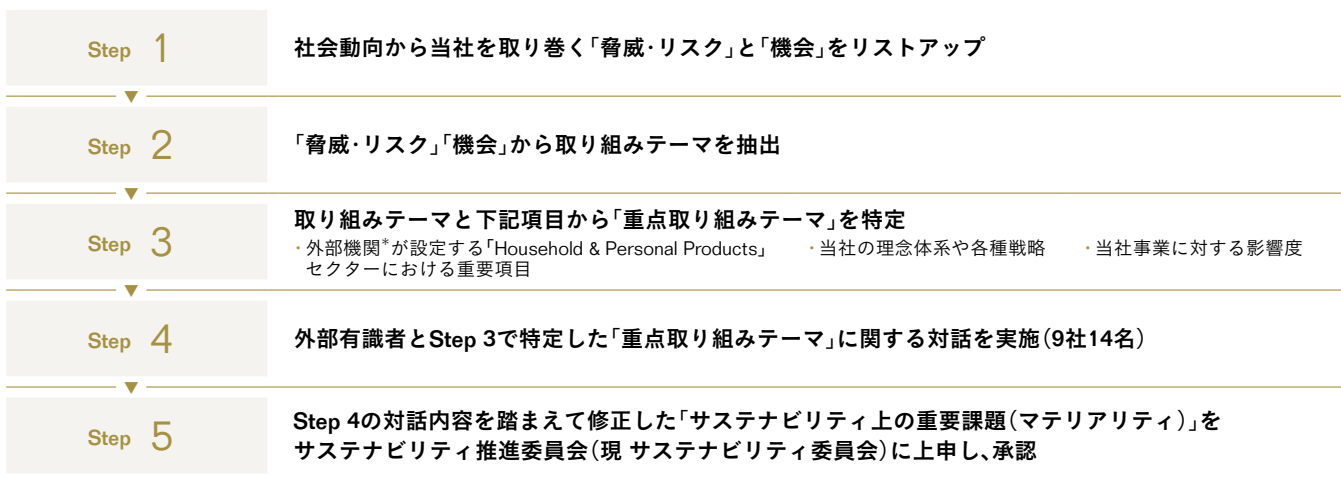 Step 1
社会動向から当社を取り巻く「脅威・リスク」と「機会」をリストアップ
Step 2
「脅威・リスク」「機会」から取り組みテーマを抽出
Step 3
取り組みテーマと下記項目から「重点取り組みテーマ」を特定
・外部機関*が設定する「Household & Personal Products」
セクターにおける重要項目
・当社の理念体系や各種戦略
・当社事業に対する影響度
Step 4
外部有識者とStep 3で特定した「重点取り組みテーマ」に関する対話を実施(9社14名)
Step 5
Step 4の対話内容を踏まえて修正した「サステナビリティ上の重要課題(マテリアリティ)」を
サステナビリティ推進委員会(現 サステナビリティ委員会)に上申し、承認